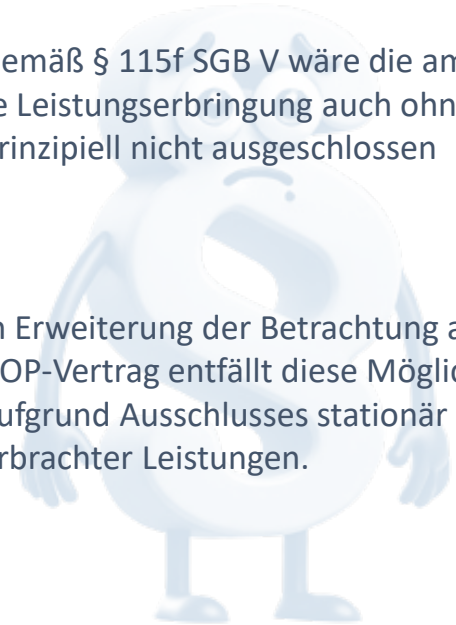 emäß § 115f SGB V wäre die am
e Leistungserbringung auch ohn
rinzipiell nicht ausgeschlossen
n Erweiterung der Betrachtung a
OP-Vertrag entfällt diese Möglic
ufgrund Ausschlusses stationär
rbrachter Leistungen.